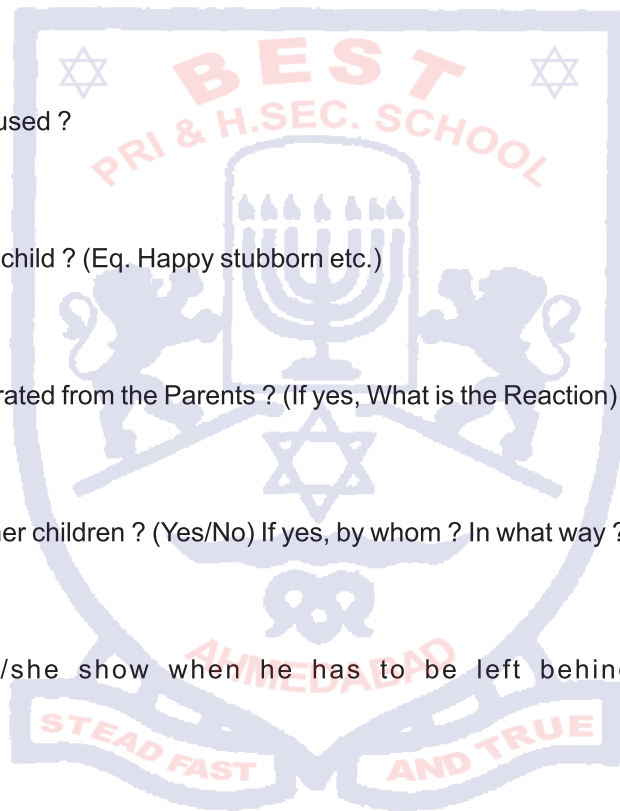 BEST
PRI & H.SEC. SCHOOL
used ?
child ? (Eq. Happy stubborn etc.)
rated from the Parents ? (If yes, What is the Reaction)
her children ? (Yes/No) If yes, by whom ? In what way ?
/she show when he has to be left behin
AHMEDABAD
STEAD FAST AND TRUE